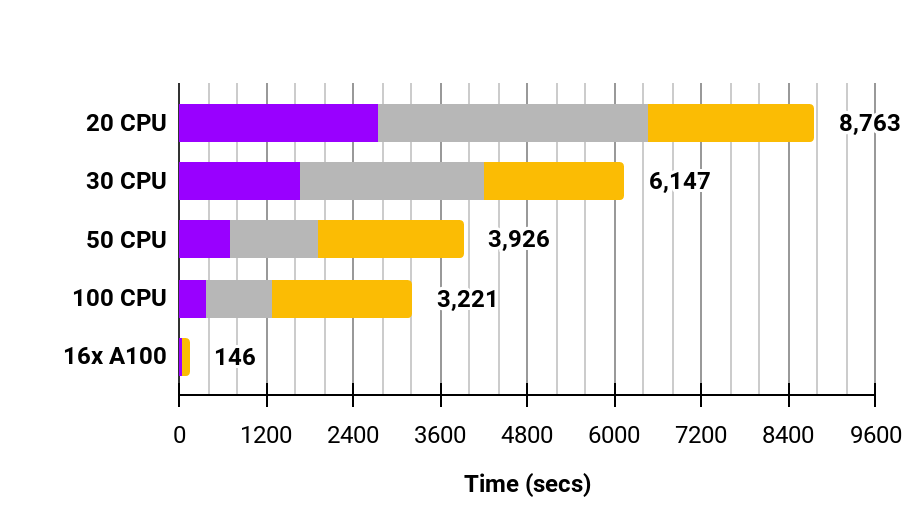 20 CPU 8,763
30 CPU 6,147
50 CPU 3,926
100 CPU 3,221
16x A100 146
0 1200 2400 3600 4800 6000 7200 8400 9600
Time (secs)